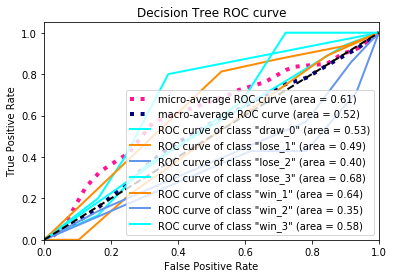 Decision Tree ROC curve
True Positive Rate
1.0
0.8
0.6
0.4
0.2
0.0
micro-average ROC curve (area = 0.61)
macro-average ROC curve (area = 0.52)
ROC curve of class "draw_0" (area = 0.53)
ROC curve of class "lose_1" (area = 0.49)
ROC curve of class "lose_2" (area = 0.40)
ROC curve of class "lose_3" (area = 0.68)
ROC curve of class "win_1" (area = 0.64)
ROC curve of class "win_2" (area = 0.35)
ROC curve of class "win_3" (area = 0.58)
0.0 0.2 0.4 0.6 0.8 1.0
False Positive Rate